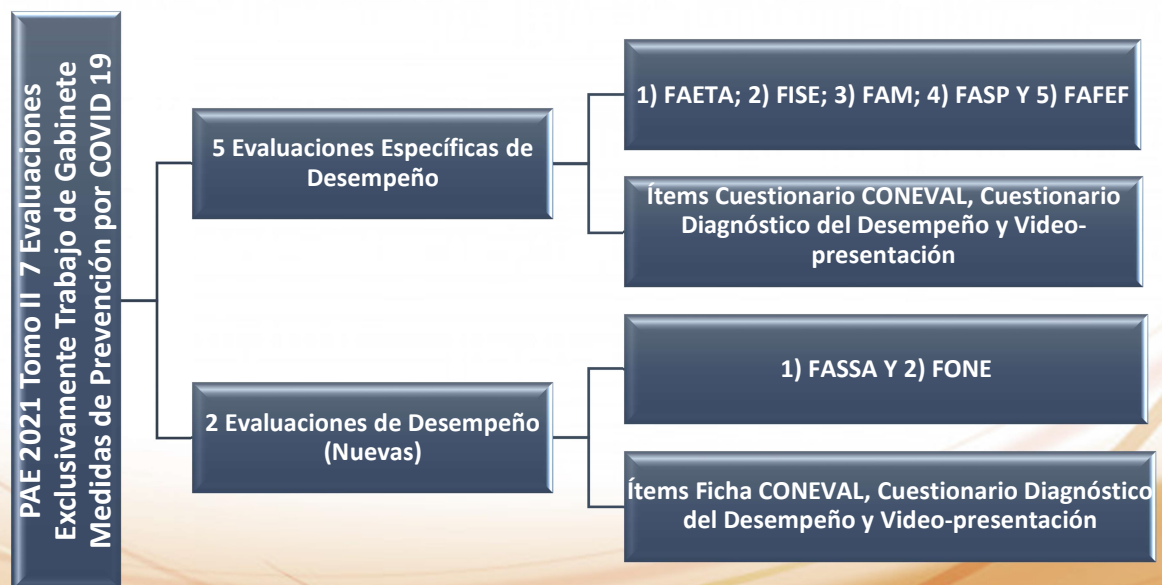 PAE 2021 Tomo II 7 Evaluaciones
Exclusivamente Trabajo de Gabinete
Medidas de Prevención por COVID 19
5 Evaluaciones Específicas de
Desempeño
1) FAETA; 2) FISE; 3) FAM; 4) FASP Y 5) FAFEF
Ítems Cuestionario CONEVAL, Cuestionario
Diagnóstico del Desempeño y Video-
presentación
2 Evaluaciones de Desempeño
(Nuevas)
1) FASSA Y 2) FONE
Ítems Ficha CONEVAL, Cuestionario Diagnóstico
del Desempeño y Video-presentación